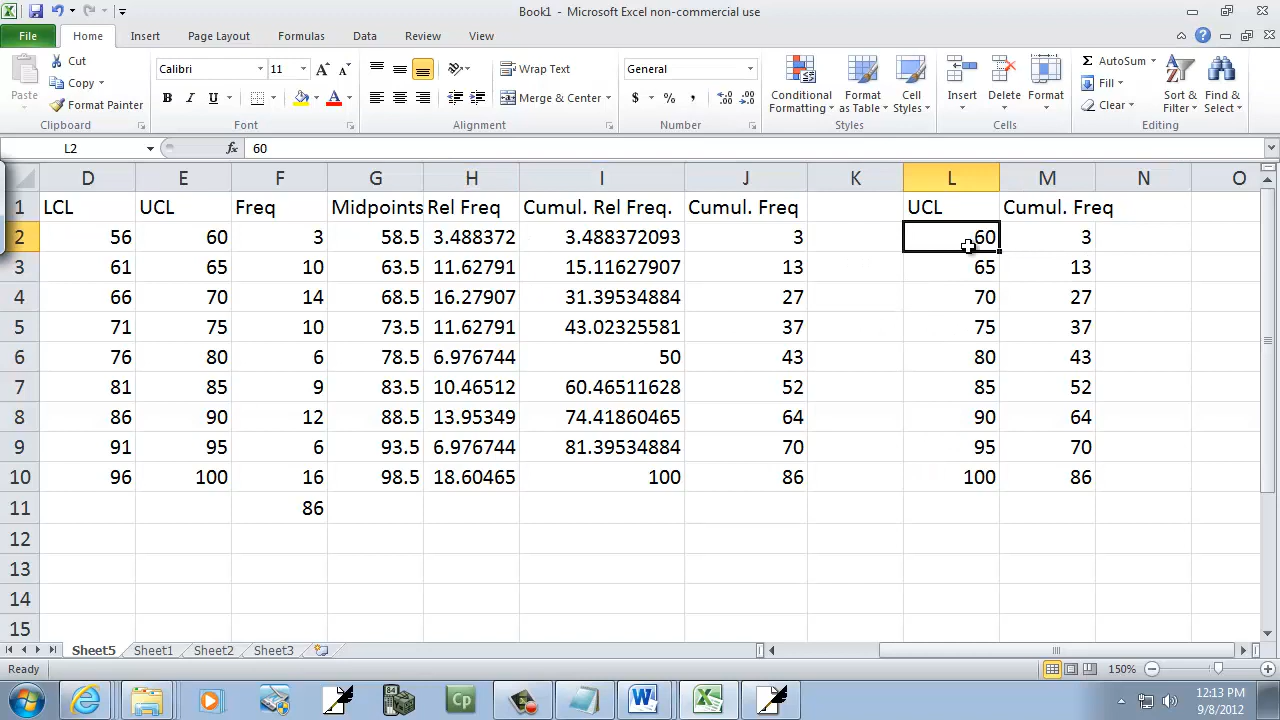 Book1 - Microsoft Excel non-commercial use
File Home Insert Page Layout Formulas Data Review View
Paste
Cut
Copy
Format Painter
Clipboard
Calibri 11
B I U
Font
Wrap Text
Merge & Center
Alignment
General
$ % ,
Number
Conditional Formatting
Format as Table
Cell Styles
Styles
Insert Delete Format
Cells
AutoSum
Fill
Clear
Sort & Filter
Find & Select
Editing
L2 fx 60
D E F G H I J K L M N O
1 LCL UCL Freq Midpoints Rel Freq Cumul. Rel Freq. Cumul. Freq UCL Cumul. Freq
2 56 60 3 58.5 3.488372 3.488372093 3 60 3
3 61 65 10 63.5 11.62791 15.11627907 13 65 13
4 66 70 14 68.5 16.27907 31.39534884 27 70 27
5 71 75 10 73.5 11.62791 43.02325581 37 75 37
6 76 80 6 78.5 6.976744 50 43 80 43
7 81 85 9 83.5 10.46512 60.46511628 52 85 52
8 86 90 12 88.5 13.95349 74.41860465 64 90 64
9 91 95 6 93.5 6.976744 81.39534884 70 95 70
10 96 100 16 98.5 18.60465 100 86 100 86
11 86
12
13
14
15
Sheet5 Sheet1 Sheet2 Sheet3
Ready 150%
12:13 PM
9/8/2012